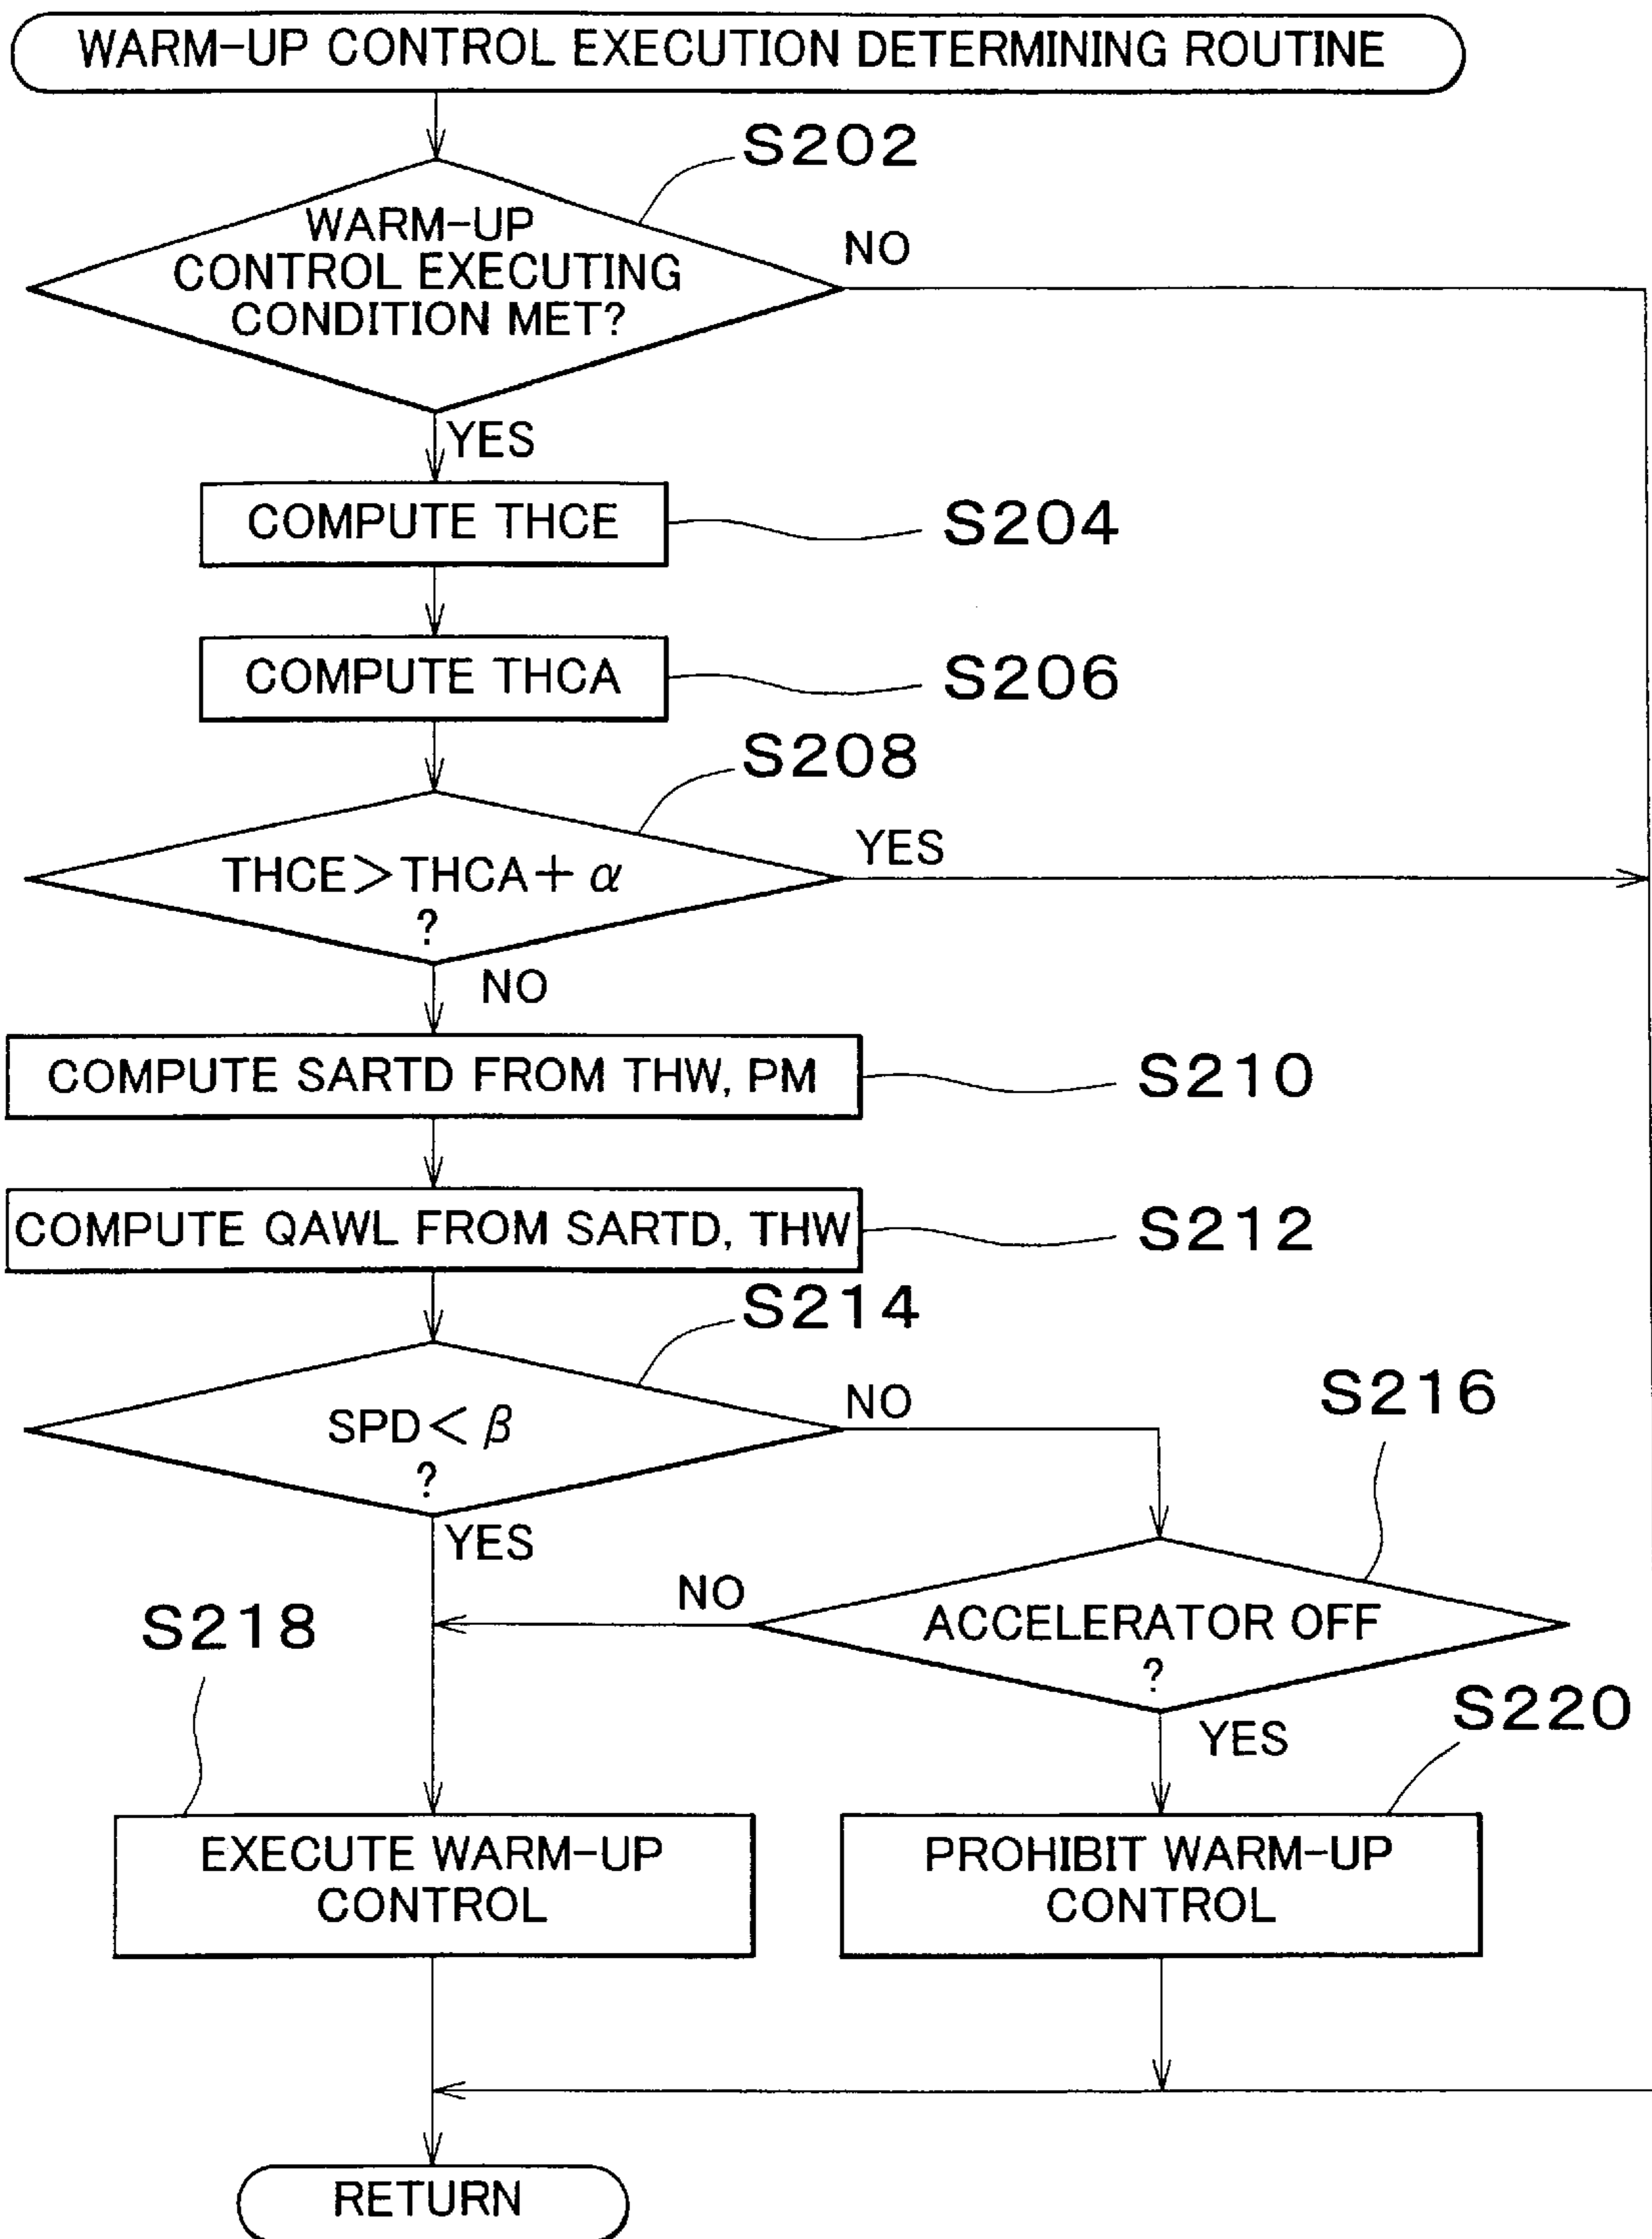 WARM-UP CONTROL EXECUTION DETERMINING ROUTINE
S202
WARM-UP
CONTROL EXECUTING
CONDITION MET?
NO
YES
COMPUTE THCE
S204
COMPUTE THCA
S206
S208
THCE>THCA+α
?
YES
NO
COMPUTE SARTD FROM THW, PM
S210
COMPUTE QAWL FROM SARTD, THW
S212
S214
SPD<β
?
NO
YES
S216
ACCELERATOR OFF
?
NO
YES
S218
EXECUTE WARM-UP
CONTROL
S220
PROHIBIT WARM-UP
CONTROL
RETURN